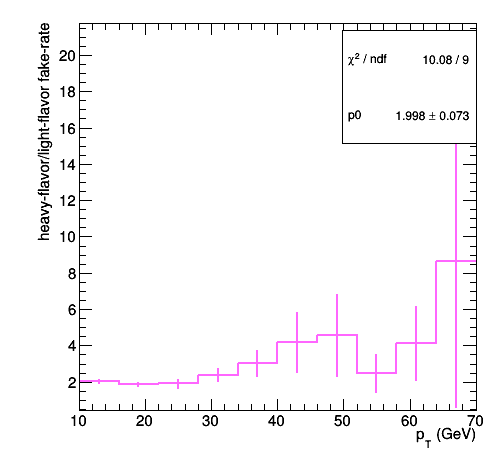 heavy-flavor/light-flavor fake-rate
χ² / ndf 10.08 / 9
p0 1.998 ± 0.073
20
18
16
14
12
10
8
6
4
2
10 20 30 40 50 60 70
p_T (GeV)